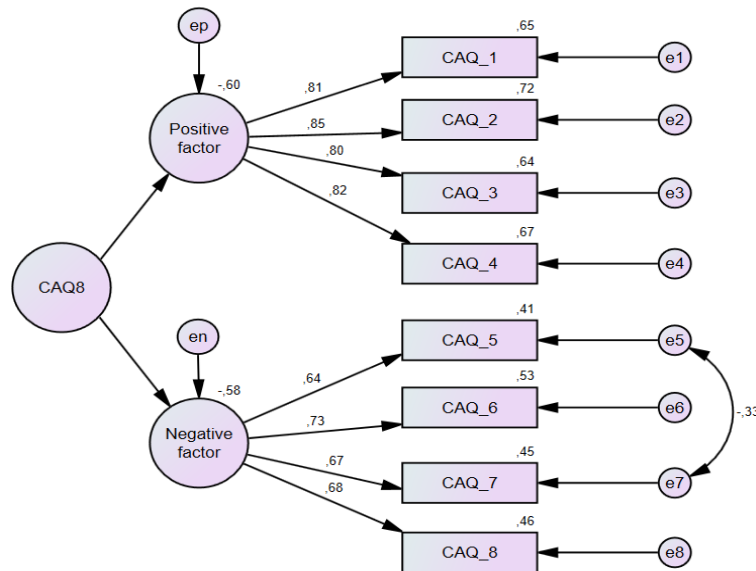 ep
,65
-,60
,81
CAQ_1
e1
,72
Positive
factor
,85
CAQ_2
e2
,80
,64
CAQ_3
e3
,82
,67
CAQ_4
e4
CAQ8
,41
en
CAQ_5
e5
-,58
,64
,53
,73
CAQ_6
e6
-,33
Negative
factor
,67
,45
CAQ_7
e7
,68
,46
CAQ_8
e8